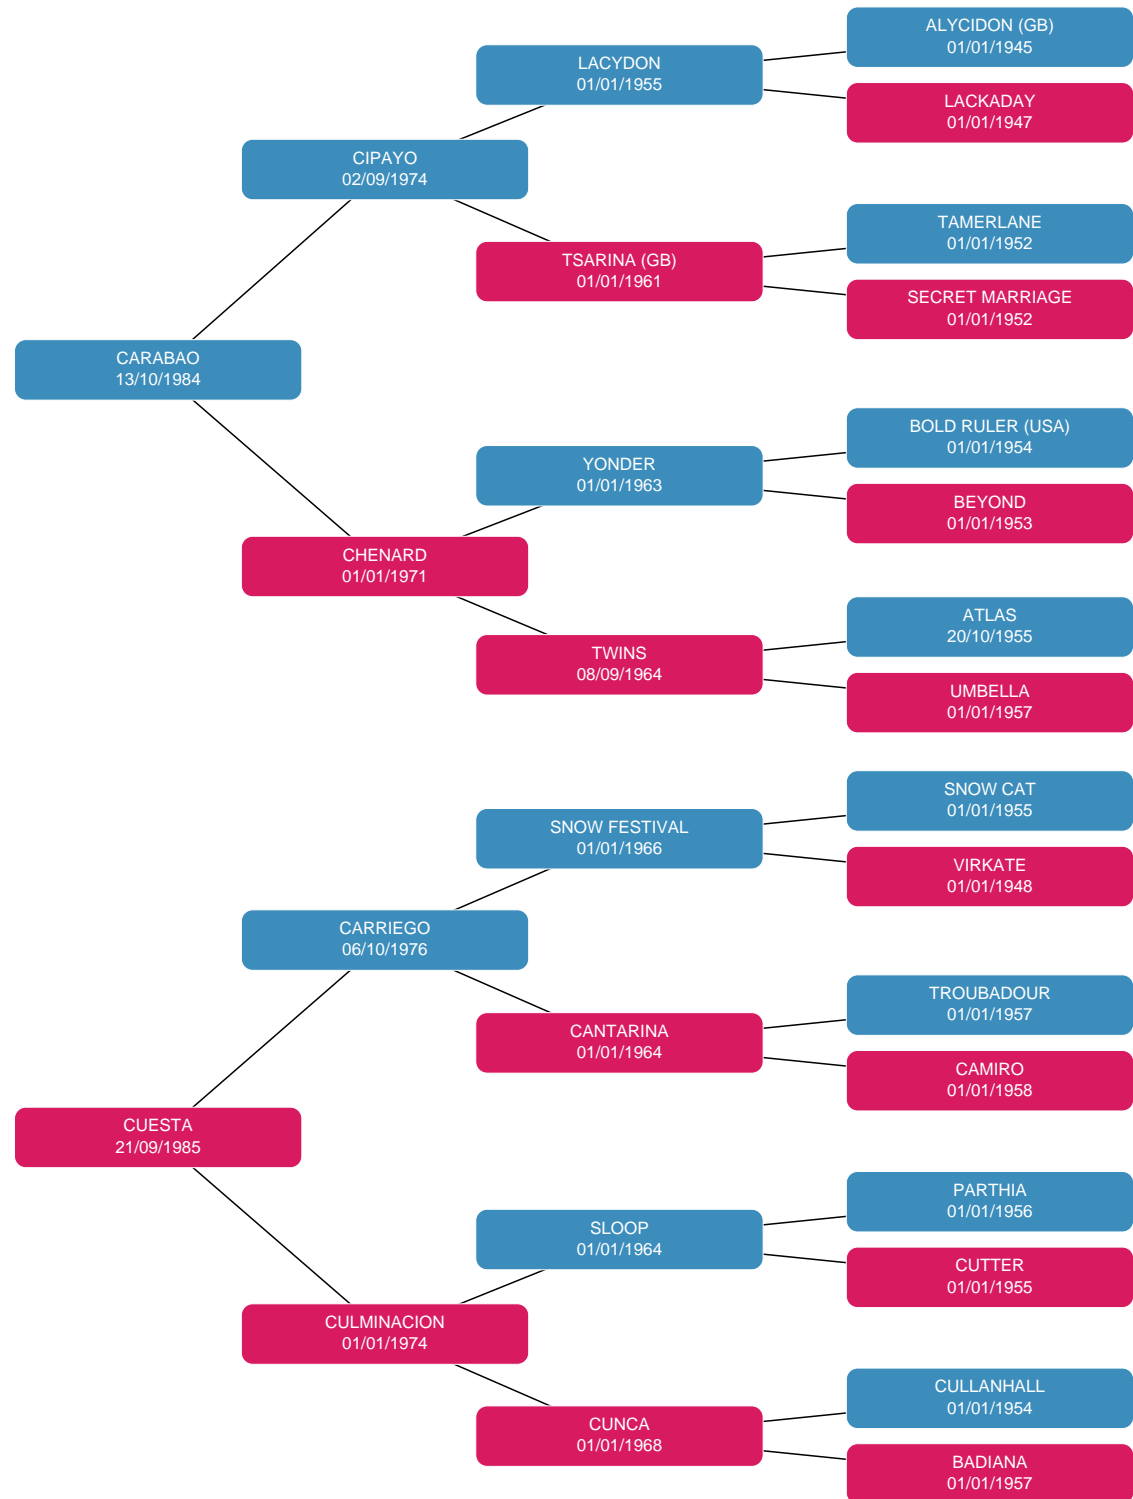 ALYCIDON (GB)
01/01/1945
LACYDON
01/01/1955
LACKADAY
01/01/1947
CIPAYO
02/09/1974
TAMERLANE
01/01/1952
TSARINA (GB)
01/01/1961
SECRET MARRIAGE
01/01/1952
CARABAO
13/10/1984
BOLD RULER (USA)
01/01/1954
YONDER
01/01/1963
BEYOND
01/01/1953
CHENARD
01/01/1971
ATLAS
20/10/1955
TWINS
08/09/1964
UMBELLA
01/01/1957
SNOW CAT
01/01/1955
SNOW FESTIVAL
01/01/1966
VIRKATE
01/01/1948
CARRIEGO
06/10/1976
TROUBADOUR
01/01/1957
CANTARINA
01/01/1964
CAMIRO
01/01/1958
CUESTA
21/09/1985
PARTHIA
01/01/1956
SLOOP
01/01/1964
CUTTER
01/01/1955
CULMINACION
01/01/1974
CULLANHALL
01/01/1954
CUNCA
01/01/1968
BADIANA
01/01/1957